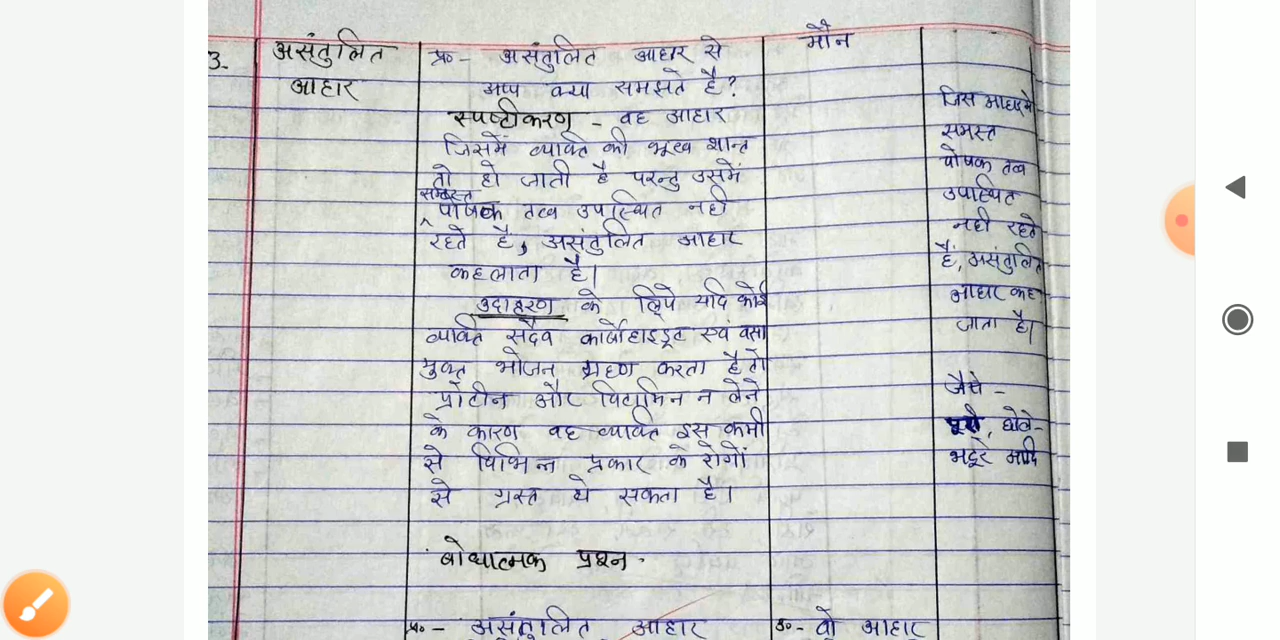 3-
असंतुलित
आहार
प्र०- असंतुलित आहार से
आप क्या समझते है?
स्पष्टीकरण - वह आहार
जिसमें व्यक्ति की भूख शान्त
तो हो जाती है परन्तु उसमें
समस्त
^ पोषक तत्व उपस्थित नही
रहते है, असंतुलित आहार
कहलाता है।
उदाहरण के लिये यदि कोई
व्यक्ति सदैव कार्बोहाइड्रट एवं वसा
युक्त भोजन ग्रहण करता है तो
प्रोटीन और विटामिन न लेने
के कारण वह व्यक्ति इस कमी
से विभिन्न प्रकार के रोगों
से ग्रस्त हो सकता है।
बोधात्मक प्रश्न.
प्र०- असंतुलित आहार
मौन
उ०- वो आहार
जिस आहार मे
समस्त
पोषक तत्व
उपस्थित
नही रहते
हैं, असंतुलित
आहार कहा
जाता है।
जैसे -
छोले-
भटूरे आदि